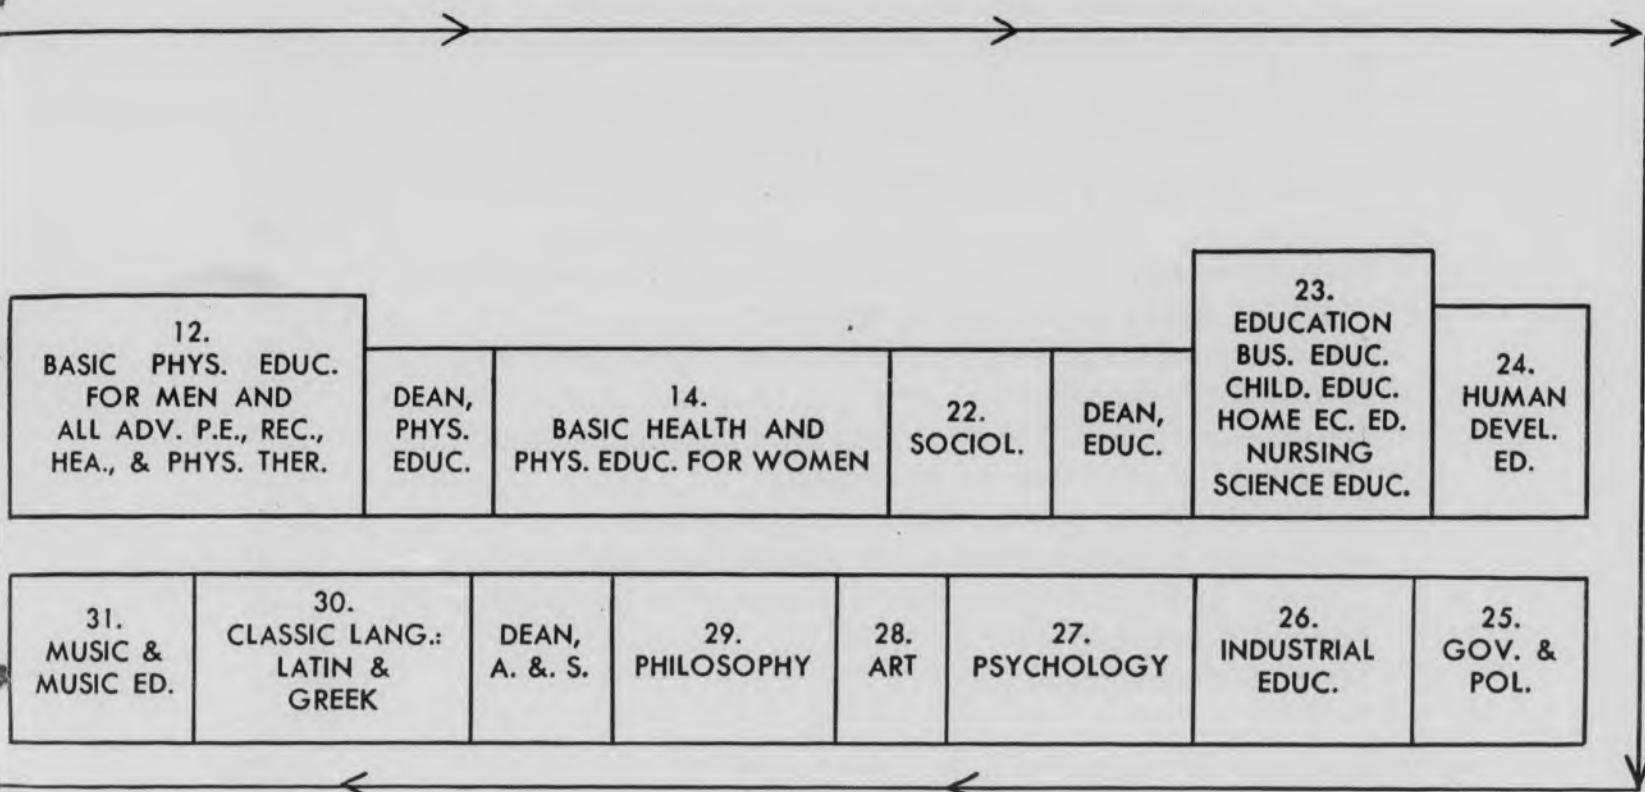 12.
BASIC PHYS. EDUC.
FOR MEN AND
ALL ADV. P.E., REC.,
HEA., & PHYS. THER.
DEAN,
PHYS.
EDUC.
14.
BASIC HEALTH AND
PHYS. EDUC. FOR WOMEN
22.
SOCIOL.
DEAN,
EDUC.
23.
EDUCATION
BUS. EDUC.
CHILD. EDUC.
HOME EC. ED.
NURSING
SCIENCE EDUC.
24.
HUMAN
DEVEL.
ED.
31.
MUSIC &
MUSIC ED.
30.
CLASSIC LANG.:
LATIN &
GREEK
DEAN,
A. &. S.
29.
PHILOSOPHY
28.
ART
27.
PSYCHOLOGY
26.
INDUSTRIAL
EDUC.
25.
GOV. &
POL.